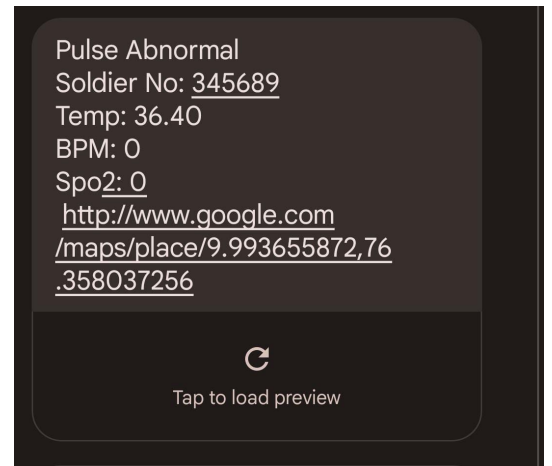 Pulse Abnormal
Soldier No: 345689
Temp: 36.40
BPM: 0
Spo2: 0
http://www.google.com
/maps/place/9.993655872,76
.358037256
Tap to load preview